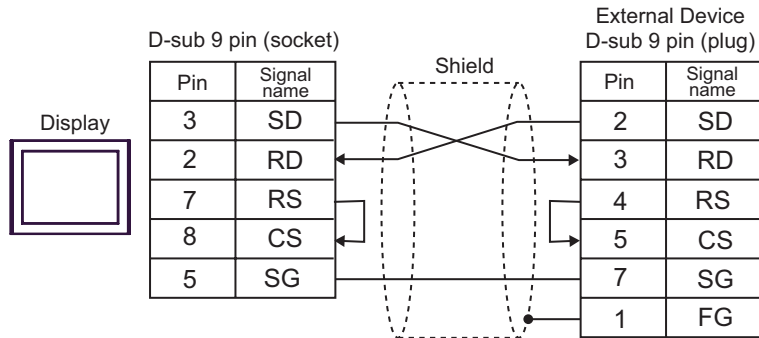 External Device
D-sub 9 pin (socket)
D-sub 9 pin (plug)
Shield
Display
Pin Signal name
3 SD
2 RD
7 RS
8 CS
5 SG
Pin Signal name
2 SD
3 RD
4 RS
5 CS
7 SG
1 FG